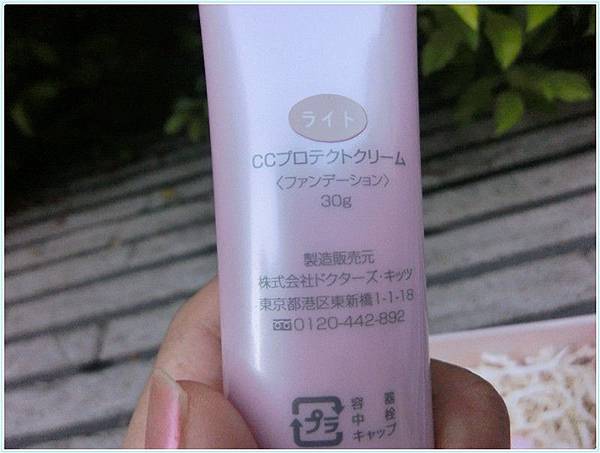 ライト
CCプロテクトクリーム
〈ファンデーション〉
30g
製造販売元
株式会社ドクターズ・キッツ
東京都港区東新橋1-1-18
0120-442-892
プラ
容器
中栓
キャップ